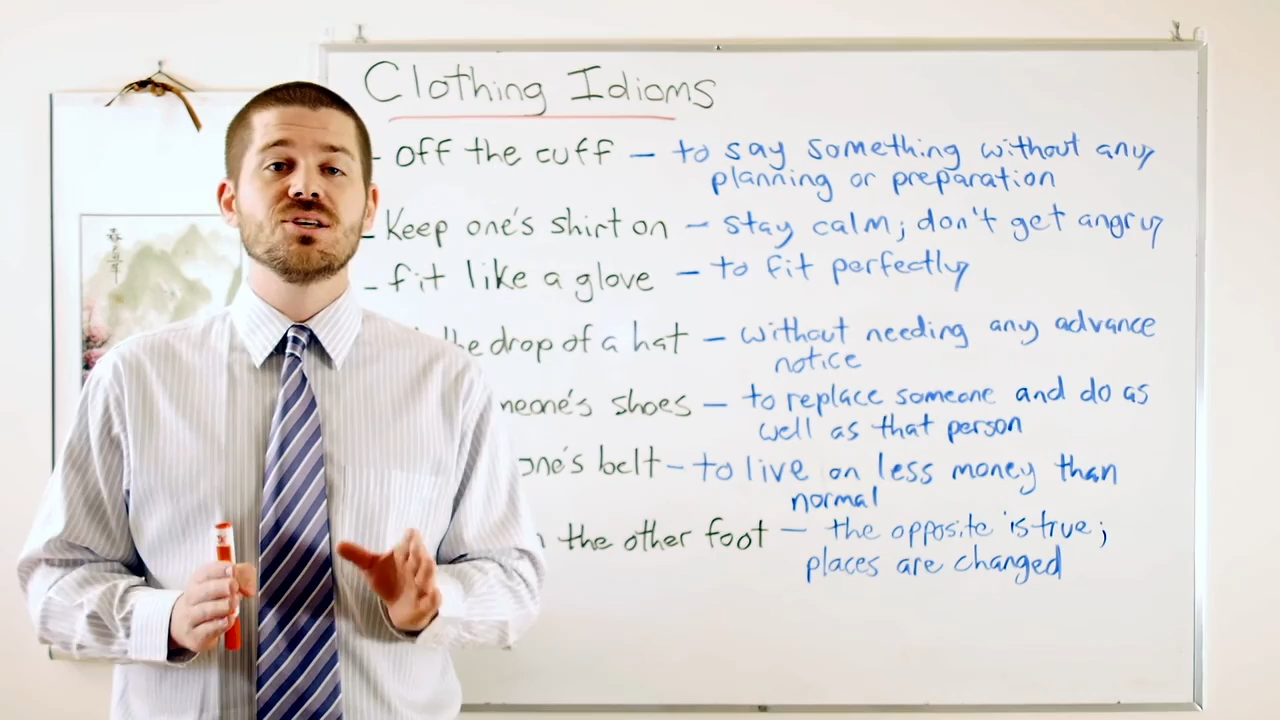 Clothing Idioms
- Off the cuff - to say something without any
planning or preparation
- Keep one's shirt on - stay calm; don't get angry
- fit like a glove - to fit perfectly
the drop of a hat - without needing any advance
notice
shoes - to replace someone and do as
well as that person
one's belt - to live on less money than
normal
the other foot - the opposite is true;
places are changed